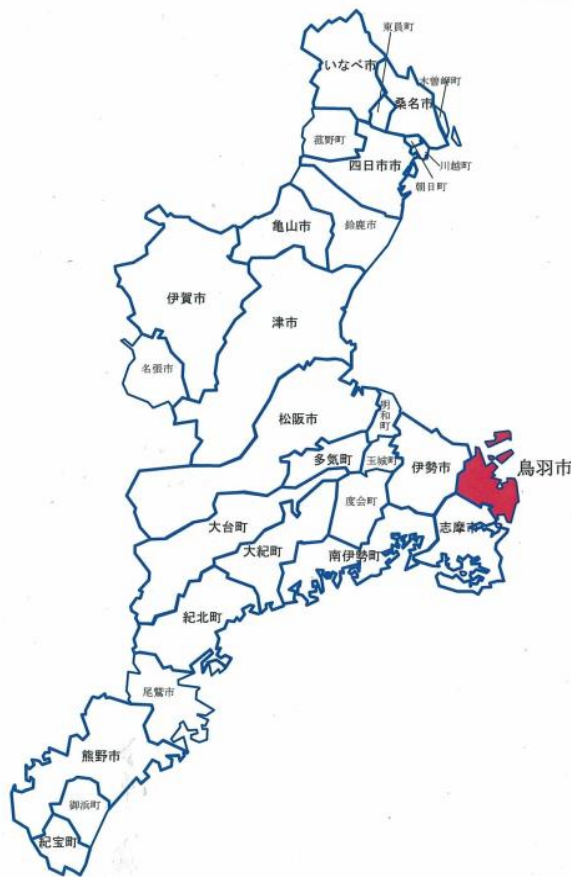 東員町
いなべ市
木曽岬町
桑名市
菰野町
四日市市
川越町
朝日町
亀山市
鈴鹿市
伊賀市
津市
名張市
松阪市
明和町
多気町
玉城町
伊勢市
鳥羽市
度会町
大台町
志摩市
大紀町
南伊勢町
紀北町
尾鷲市
熊野市
御浜町
紀宝町